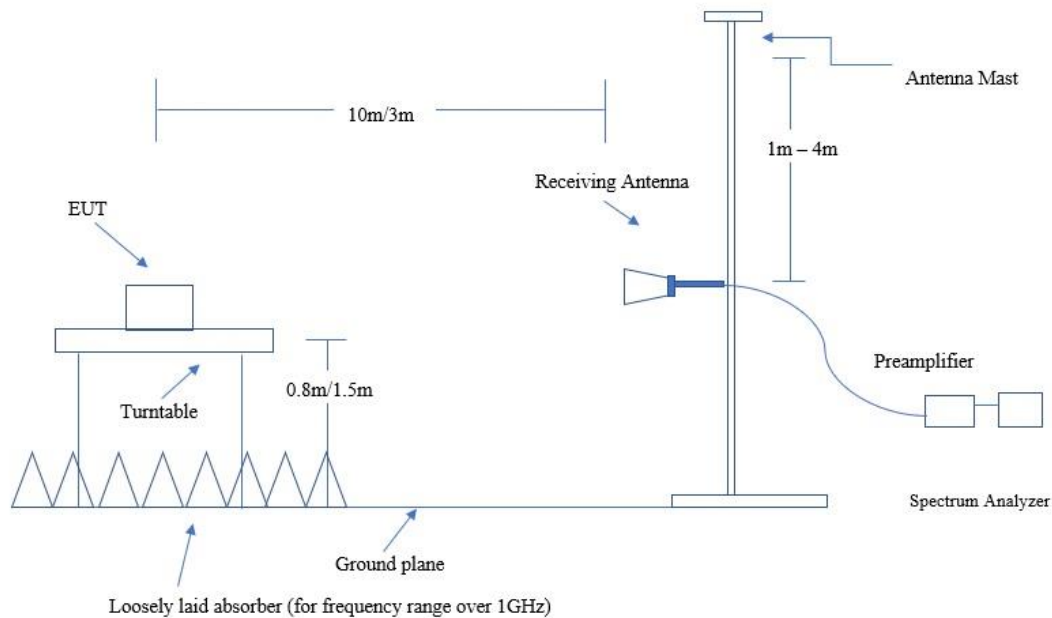 10m/3m
Antenna Mast
1m – 4m
Receiving Antenna
EUT
Preamplifier
0.8m/1.5m
Turntable
Spectrum Analyzer
Ground plane
Loosely laid absorber (for frequency range over 1GHz)